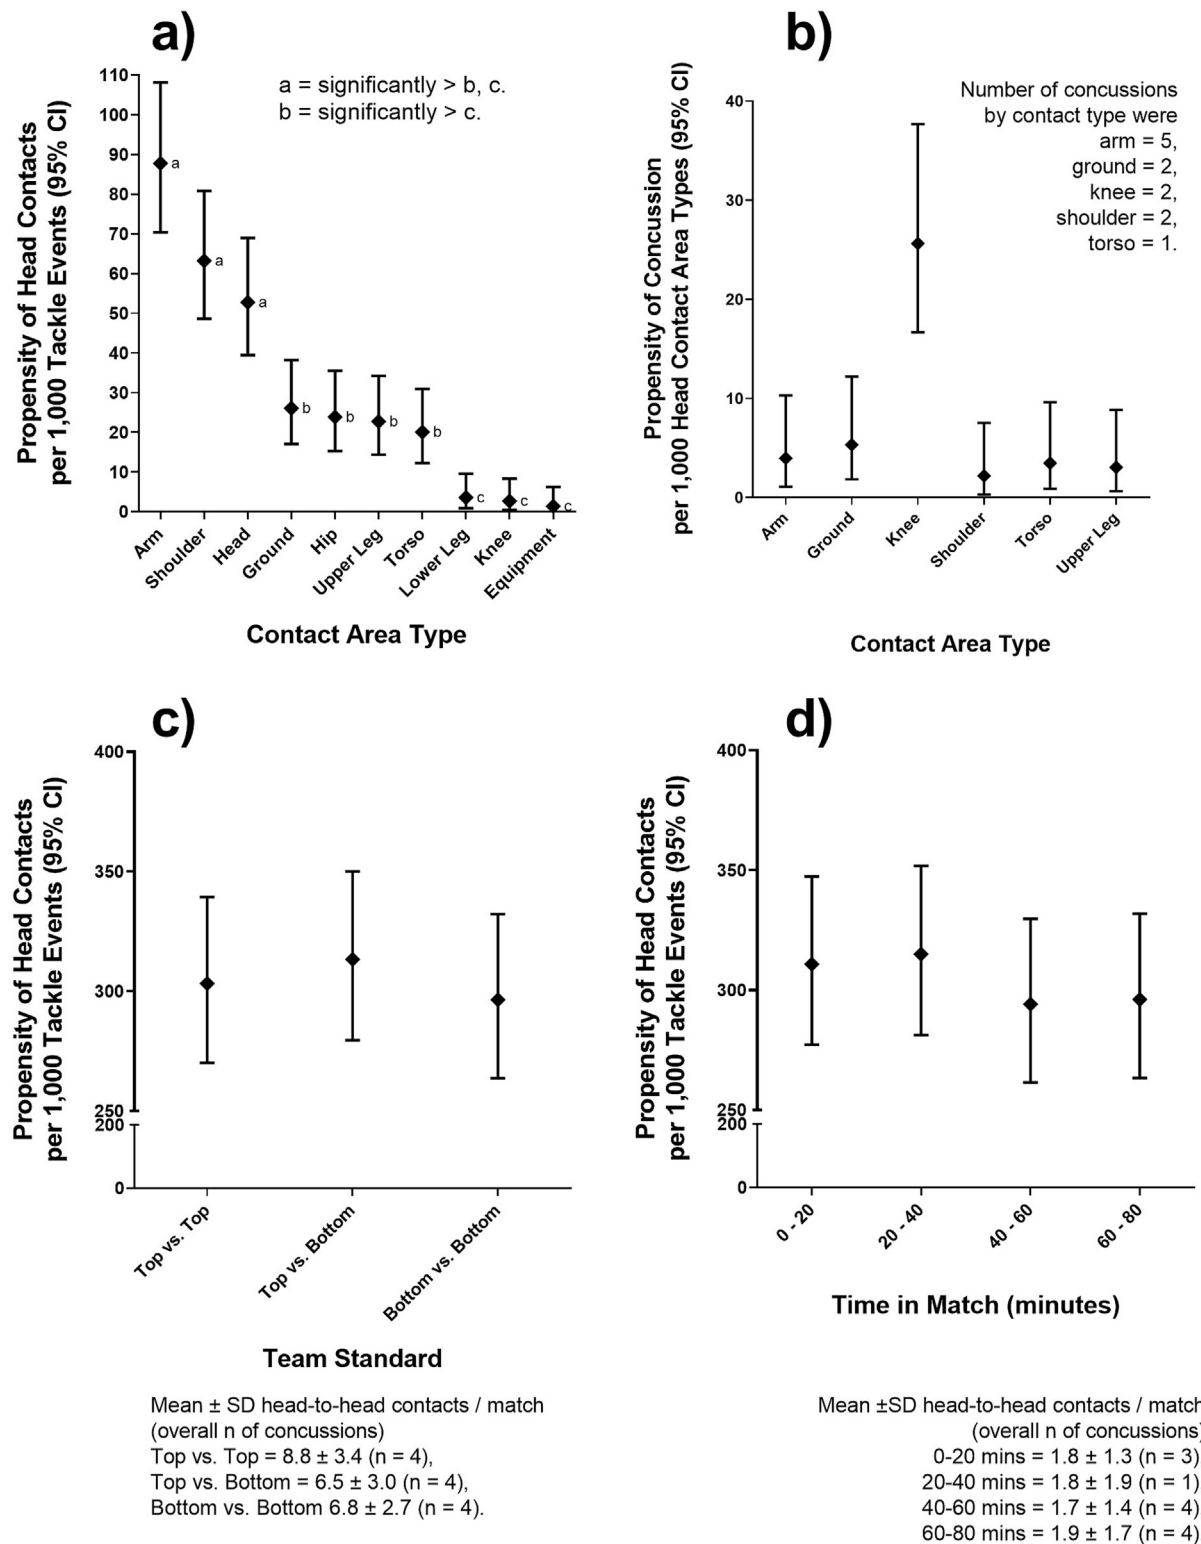 a)
a = significantly > b, c.
b = significantly > c.
Propensity of Head Contacts
per 1,000 Tackle Events (95% CI)
110
100
90
80
70
60
50
40
30
20
10
0
a
a
a
b
b
b
b
c
c
c
Arm
Shoulder
Head
Ground
Hip
Upper Leg
Torso
Lower Leg
Knee
Equipment
Contact Area Type
b)
Number of concussions
by contact type were
arm = 5,
ground = 2,
knee = 2,
shoulder = 2,
torso = 1.
Propensity of Concussion
per 1,000 Head Contact Area Types (95% CI)
40
30
20
10
0
Arm
Ground
Knee
Shoulder
Torso
Upper Leg
Contact Area Type
c)
Propensity of Head Contacts
per 1,000 Tackle Events (95% CI)
400
350
300
250
200
0
Top vs. Top
Top vs. Bottom
Bottom vs. Bottom
Team Standard
Mean ± SD head-to-head contacts / match
(overall n of concussions)
Top vs. Top = 8.8 ± 3.4 (n = 4),
Top vs. Bottom = 6.5 ± 3.0 (n = 4),
Bottom vs. Bottom 6.8 ± 2.7 (n = 4).
d)
Propensity of Head Contacts
per 1,000 Tackle Events (95% CI)
400
350
300
250
200
0
0 - 20
20 - 40
40 - 60
60 - 80
Time in Match (minutes)
Mean ±SD head-to-head contacts / match
(overall n of concussions)
0-20 mins = 1.8 ± 1.3 (n = 3)
20-40 mins = 1.8 ± 1.9 (n = 1)
40-60 mins = 1.7 ± 1.4 (n = 4)
60-80 mins = 1.9 ± 1.7 (n = 4)